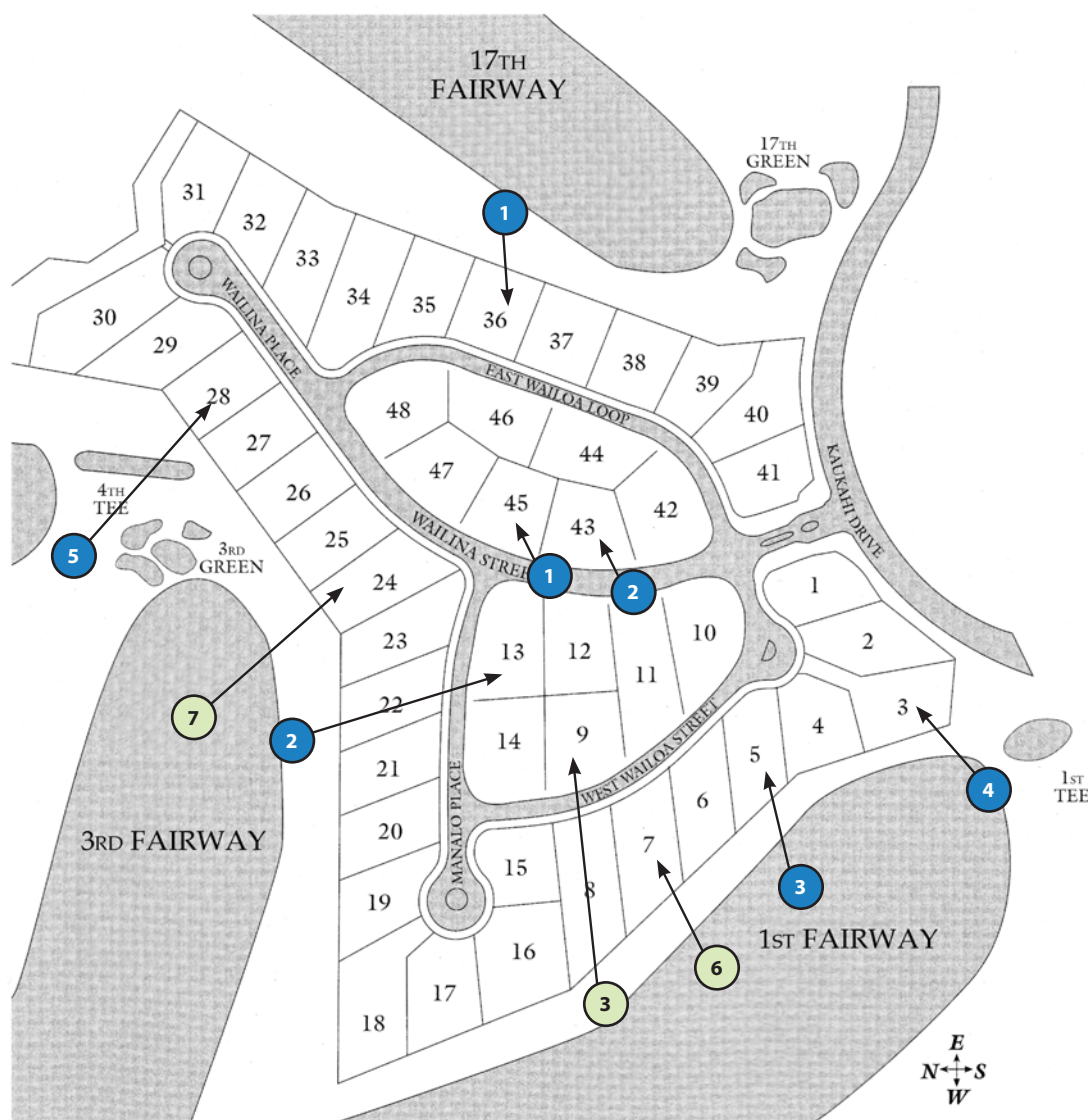 17TH
FAIRWAY
17TH
GREEN
1
31
32
33
34
35
36
37
38
39
40
41
30
29
28
27
26
25
24
23
22
21
20
19
18
17
16
15
WAILINA PLACE
EAST WAILOA LOOP
KAUKAHI DRIVE
48
46
44
42
47
45
43
WAILINA STREET
1
2
4TH
TEE
3RD
GREEN
5
7
2
3RD FAIRWAY
MANALO PLACE
13
12
11
10
14
9
WEST WAILOA STREET
1
2
3
4
5
6
7
8
4
1ST
TEE
3
1ST FAIRWAY
6
3
E
N S
W